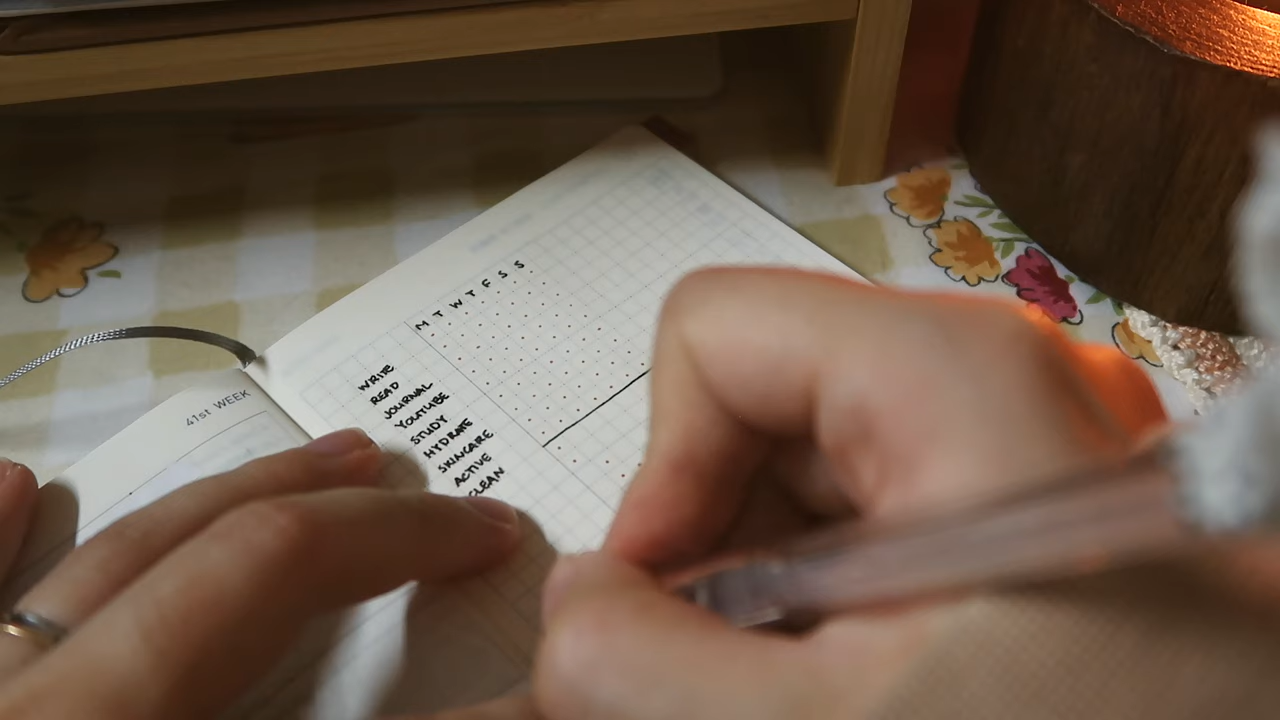 M T W T F S S
WRITE
READ
JOURNAL
YOUTUBE
STUDY
HYDRATE
SKINCARE
ACTIVE
CLEAN
41st WEEK